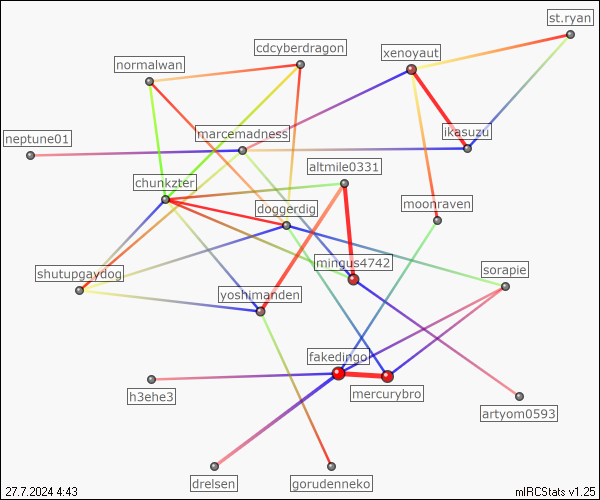 st.ryan
cdcyberdragon
xenoyaut
normalwan
neptune01
marcemadness
ikasuzu
altmile0331
chunkzter
doggerdig
moonraven
mingus4742
shutupgaydog
sorapie
yoshimanden
fakedingo
h3ehe3
mercurybro
artyom0593
drelsen
gorudenneko
27.7.2024 4:43
mIRCStats v1.25